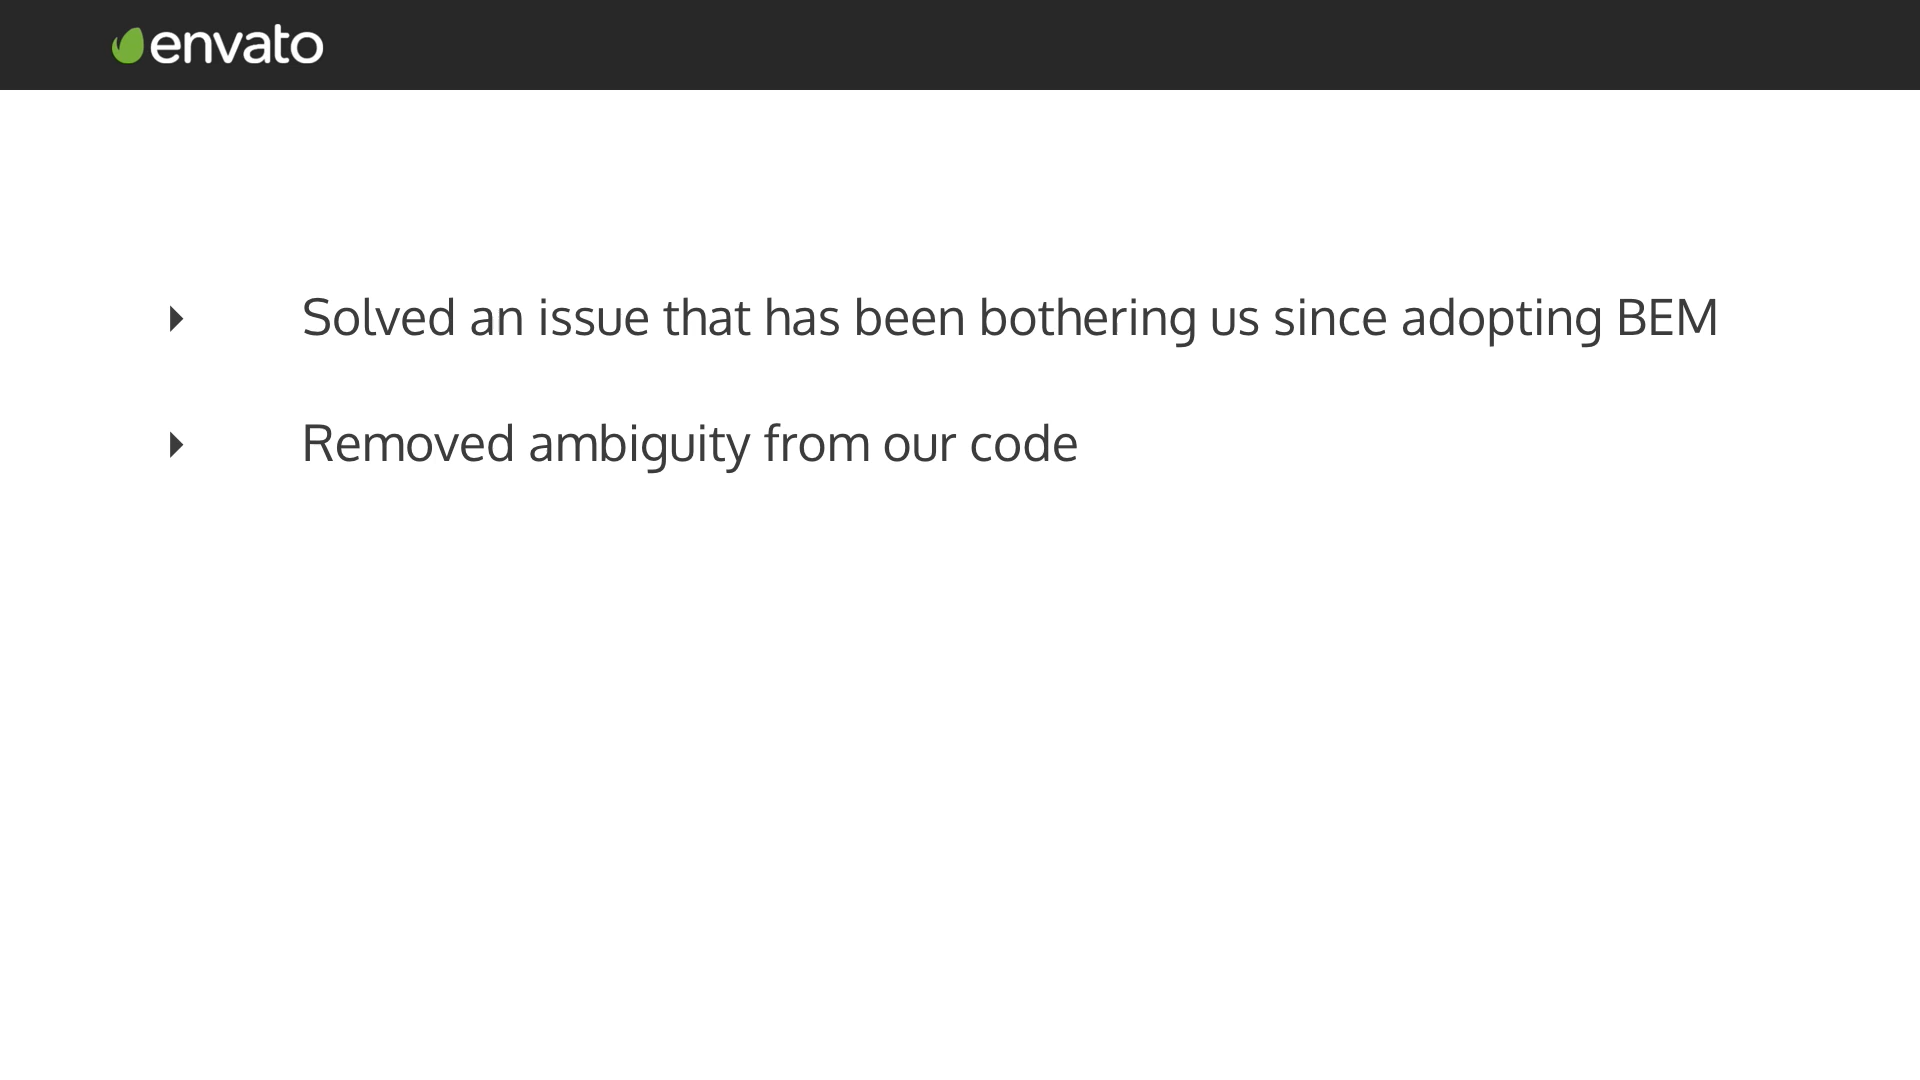 envato
Solved an issue that has been bothering us since adopting BEM
Removed ambiguity from our code